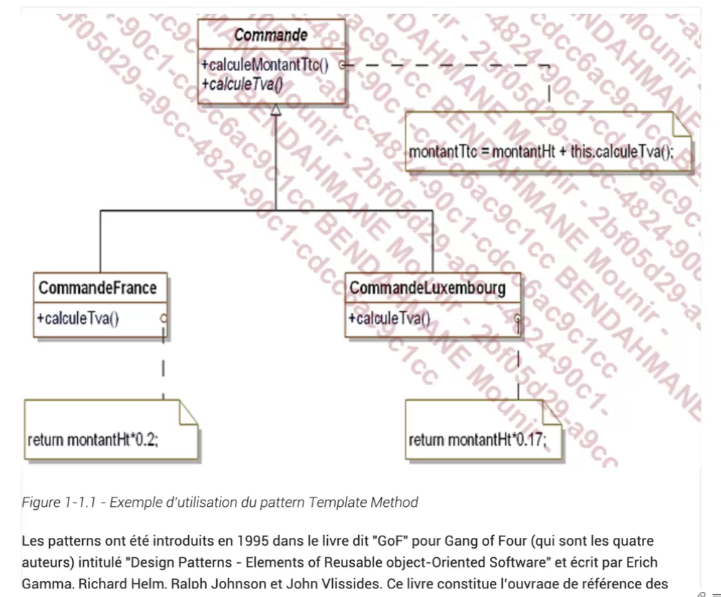 Commande
+calculeMontantTtc()
+calculeTva()
montantTtc = montantHt + this.calculeTva();
CommandeFrance
+calculeTva()
CommandeLuxembourg
+calculeTva()
return montantHt*0.2;
return montantHt*0.17;
Figure 1-1.1 - Exemple d'utilisation du pattern Template Method
Les patterns ont été introduits en 1995 dans le livre dit "GoF" pour Gang of Four (qui sont les quatre
auteurs) intitulé "Design Patterns - Elements of Reusable object-Oriented Software" et écrit par Erich
Gamma, Richard Helm, Ralph Johnson et John Vlissides. Ce livre constitue l'ouvrage de référence des